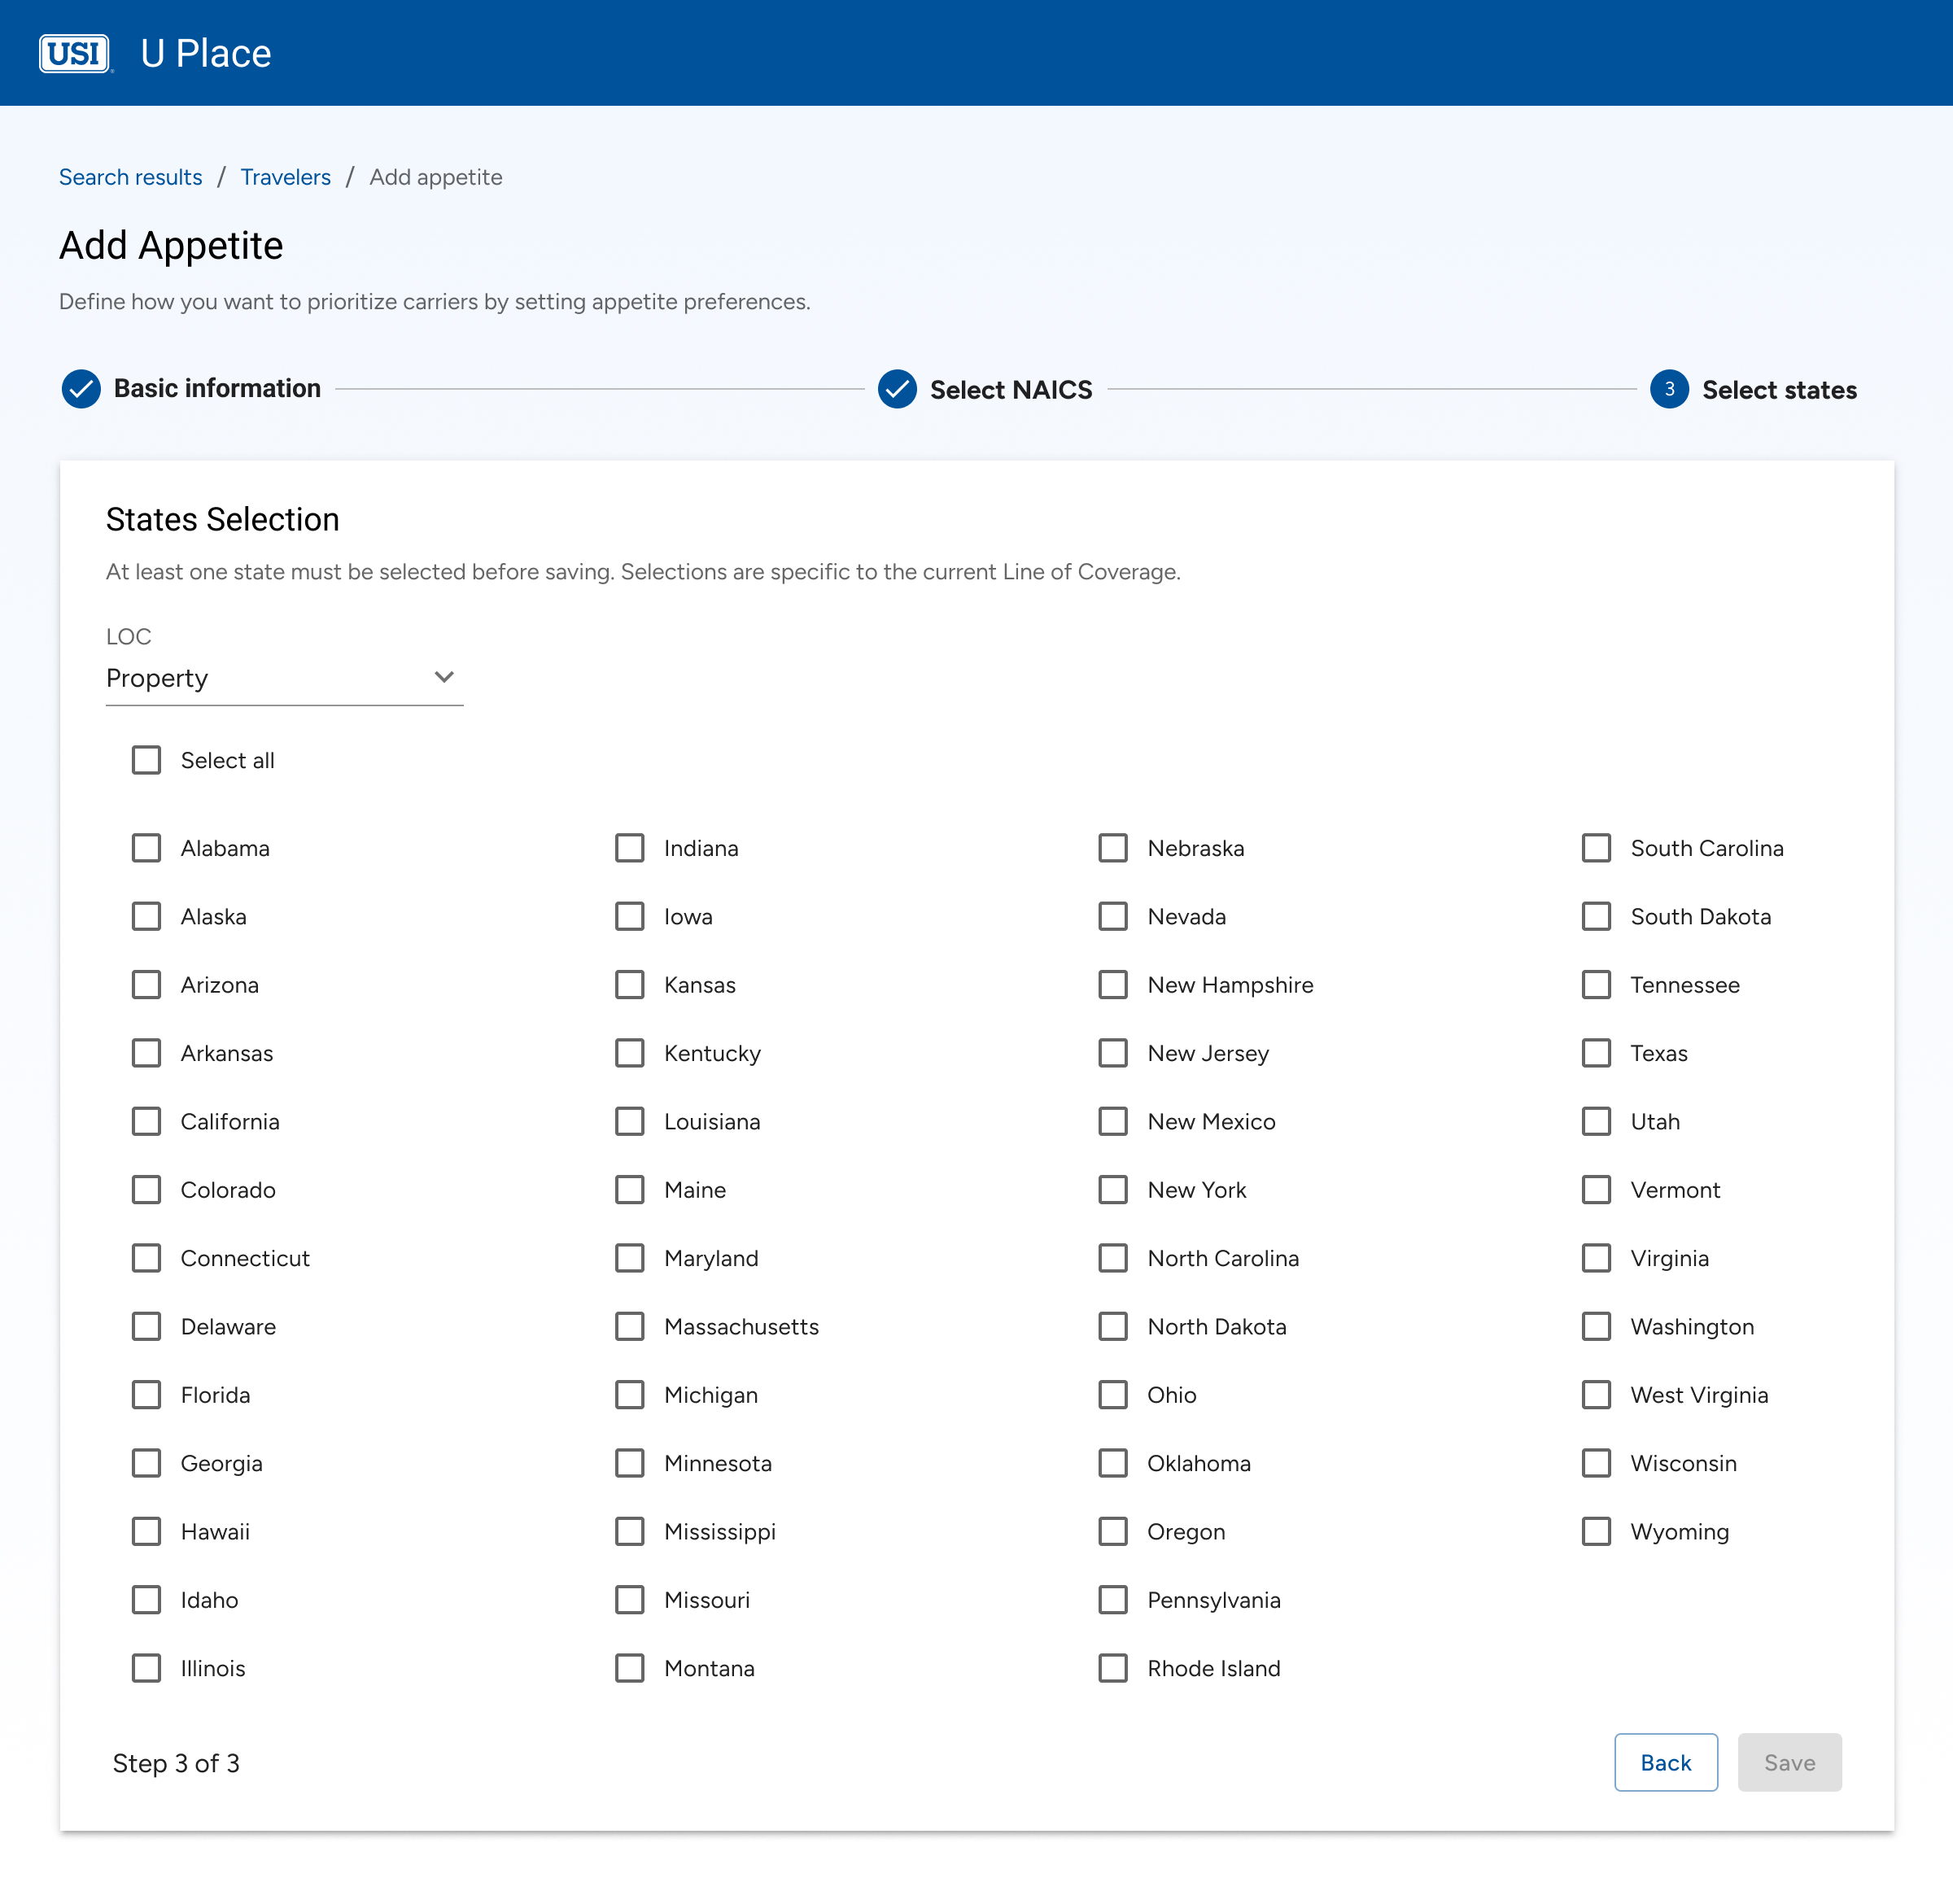 USI U Place
Search results / Travelers / Add appetite
Add Appetite
Define how you want to prioritize carriers by setting appetite preferences.
Basic information
Select NAICS
3 Select states
States Selection
At least one state must be selected before saving. Selections are specific to the current Line of Coverage.
LOC
Property
Select all
Alabama
Alaska
Arizona
Arkansas
California
Colorado
Connecticut
Delaware
Florida
Georgia
Hawaii
Idaho
Illinois
Indiana
Iowa
Kansas
Kentucky
Louisiana
Maine
Maryland
Massachusetts
Michigan
Minnesota
Mississippi
Missouri
Montana
Nebraska
Nevada
New Hampshire
New Jersey
New Mexico
New York
North Carolina
North Dakota
Ohio
Oklahoma
Oregon
Pennsylvania
Rhode Island
South Carolina
South Dakota
Tennessee
Texas
Utah
Vermont
Virginia
Washington
West Virginia
Wisconsin
Wyoming
Step 3 of 3
Back
Save